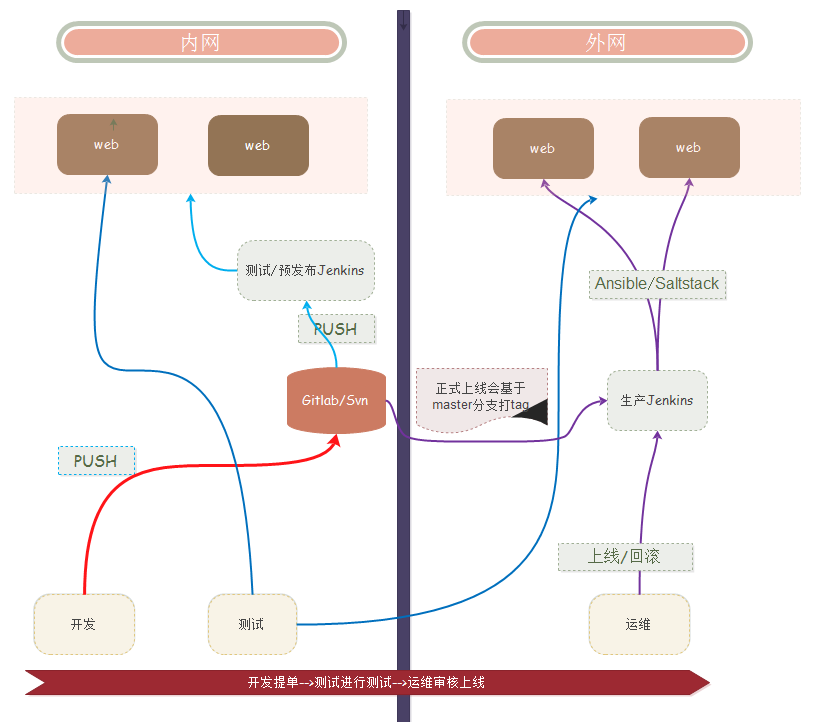 内网
外网
web
web
web
web
测试/预发布Jenkins
Ansible/Saltstack
PUSH
Gitlab/Svn
正式上线会基于
master分支打tag
生产Jenkins
PUSH
上线/回滚
开发
测试
运维
开发提单-->测试进行测试-->运维审核上线